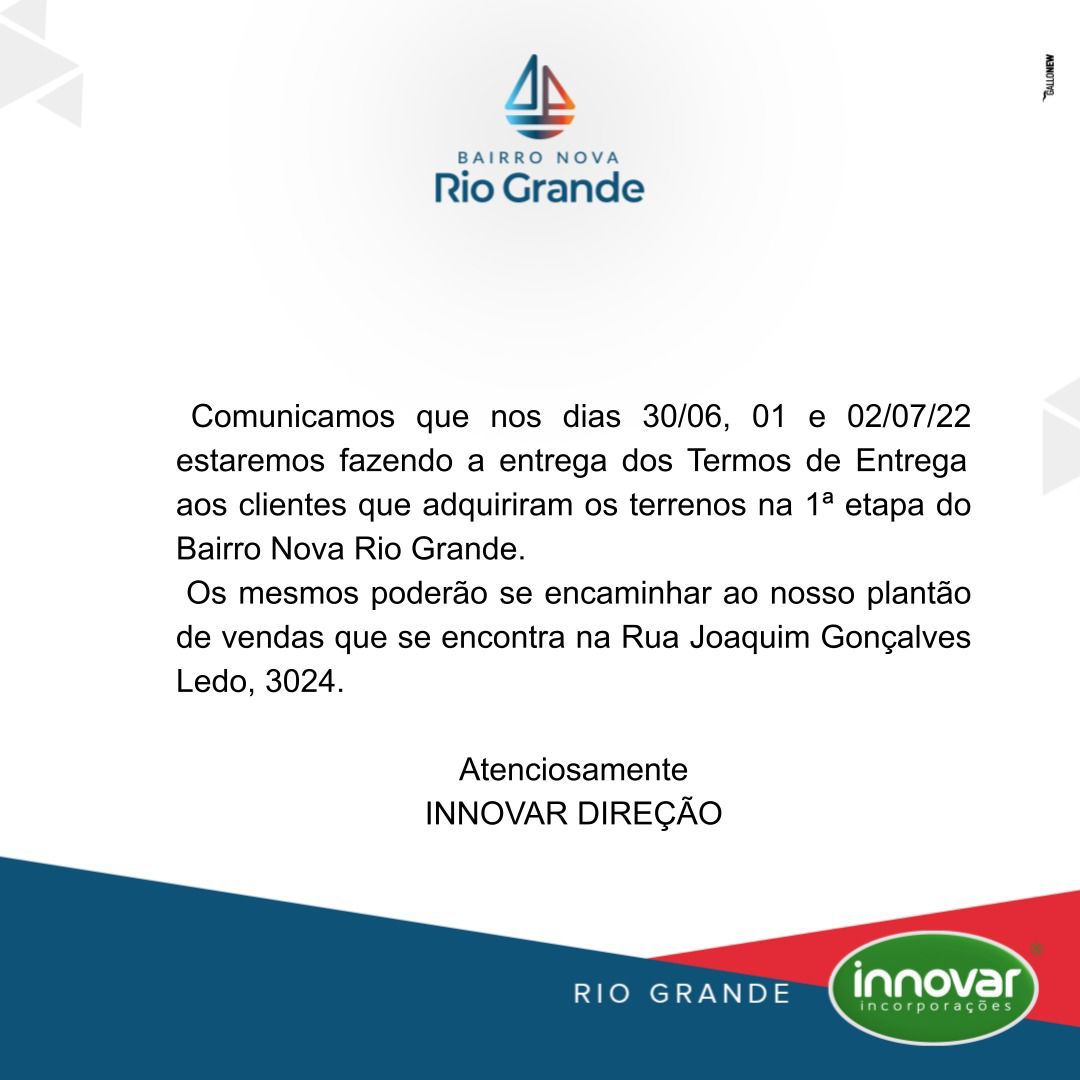 GALLONEW
BAIRRO NOVA
Rio Grande
Comunicamos que nos dias 30/06, 01 e 02/07/22
estaremos fazendo a entrega dos Termos de Entrega
aos clientes que adquiriram os terrenos na 1ª etapa do
Bairro Nova Rio Grande.
Os mesmos poderão se encaminhar ao nosso plantão
de vendas que se encontra na Rua Joaquim Gonçalves
Ledo, 3024.
Atenciosamente
INNOVAR DIREÇÃO
RIO GRANDE
innovar
incorporações
®